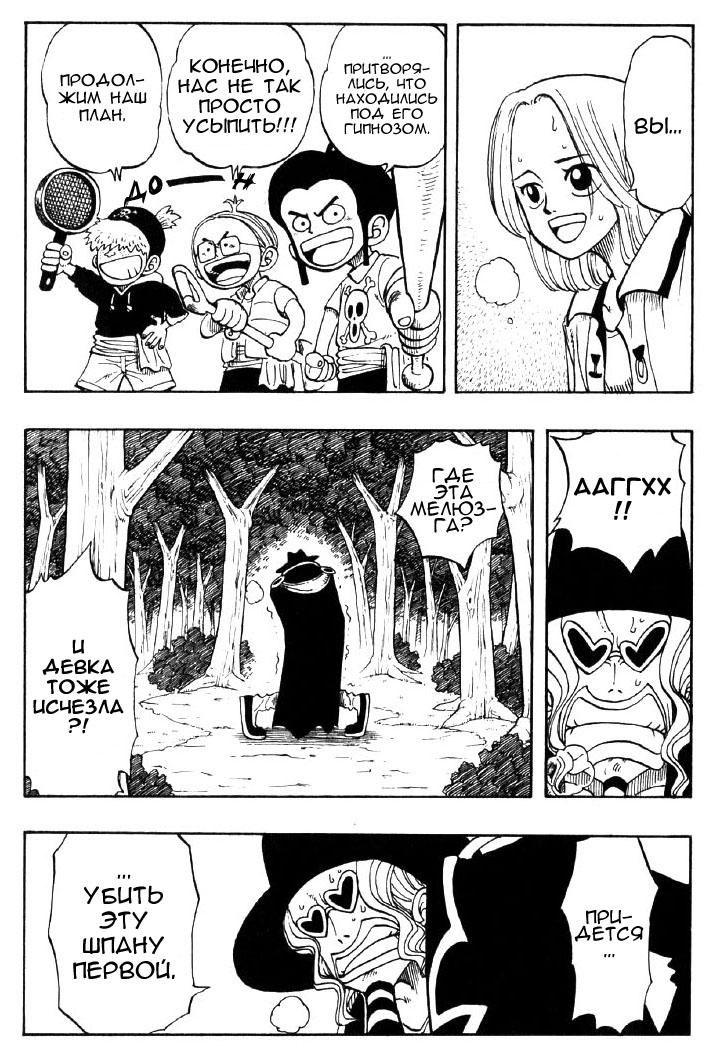 ВЫ...
...
ПРИТВОРЯ-
ЛИСЬ, ЧТО
НАХОДИЛИСЬ
ПОД ЕГО
ГИПНОЗОМ.
КОНЕЧНО,
НАС НЕ ТАК
ПРОСТО
УСЫПИТЬ!!!
ПРОДОЛ-
ЖИМ НАШ
ПЛАН.
ДО—Н
ААГГХХ
!!
ГДЕ
ЭТА
МЕЛЮЗ-
ГА?
И
ДЕВКА
ТОЖЕ
ИСЧЕЗЛА
?!
ПРИ-
ДЕТСЯ
...
...
УБИТЬ
ЭТУ
ШПАНУ
ПЕРВОЙ.